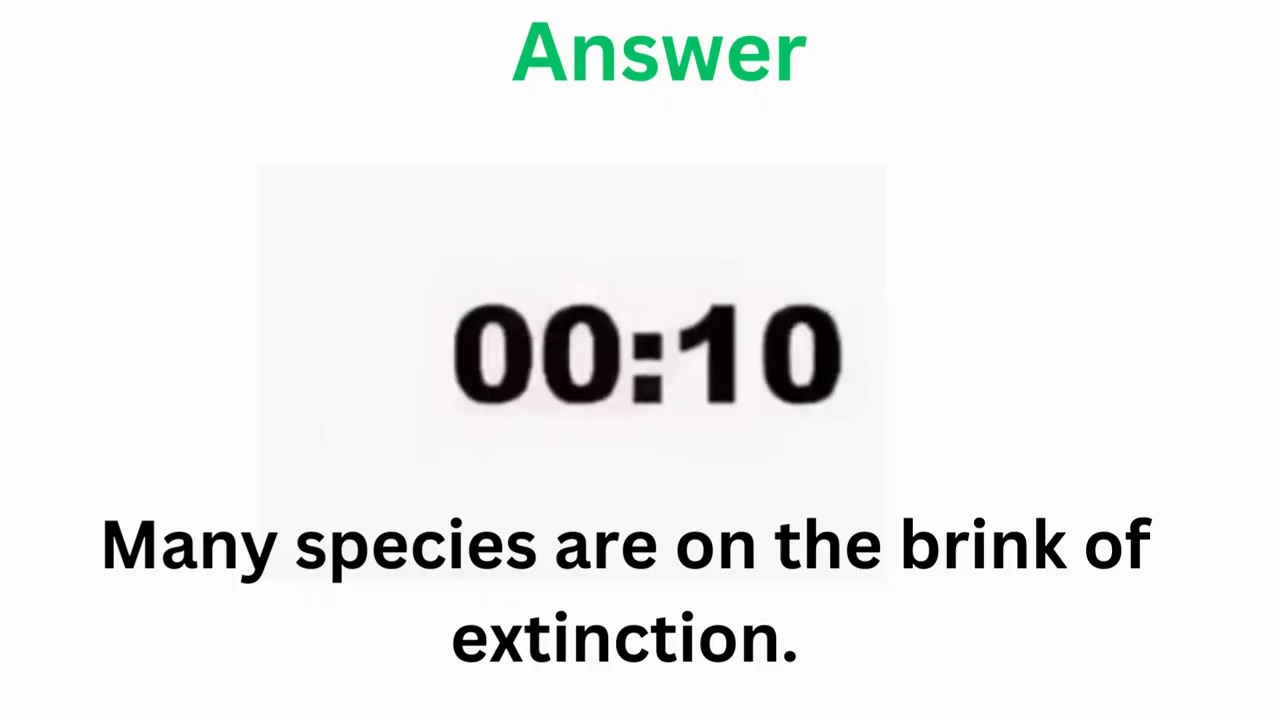 Answer
00:10
Many species are on the brink of
extinction.